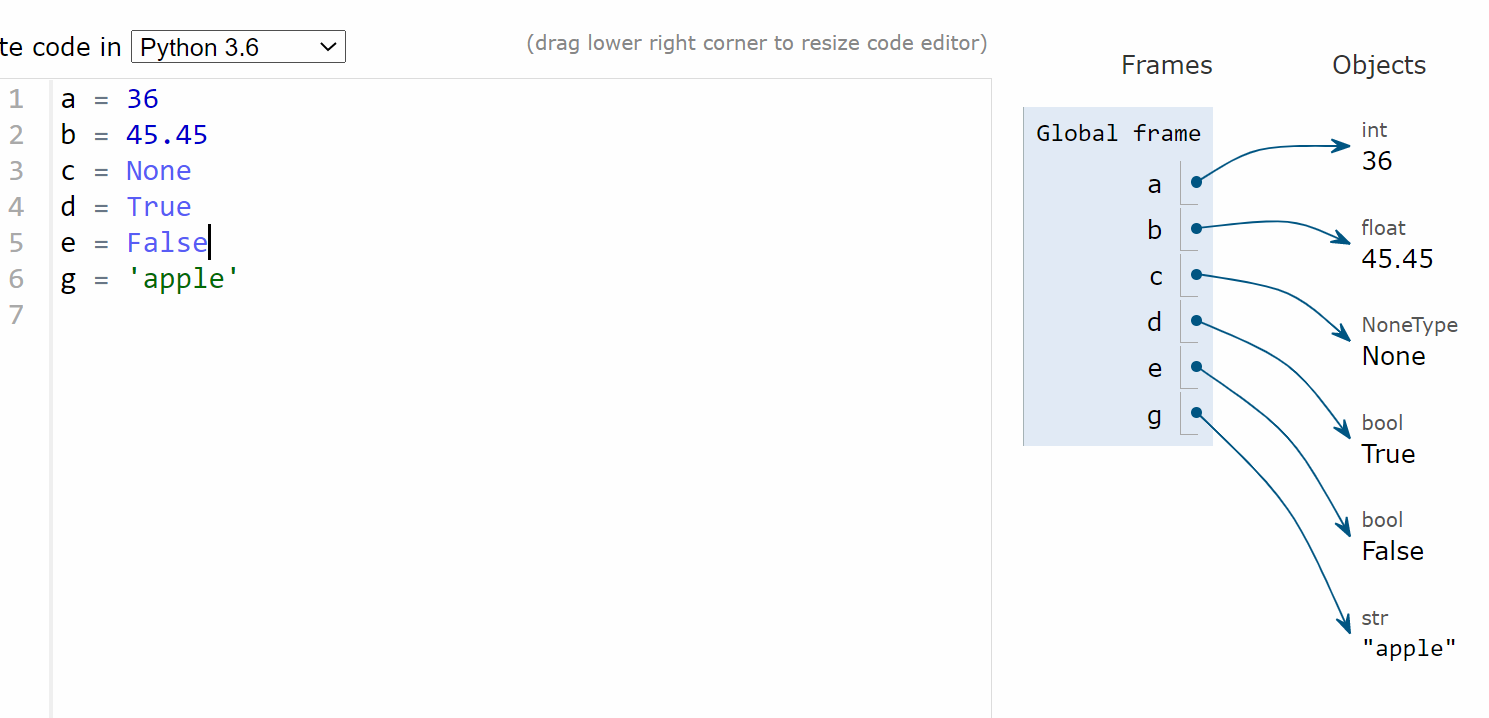 te code in Python 3.6
(drag lower right corner to resize code editor)
1 a = 36
2 b = 45.45
3 c = None
4 d = True
5 e = False
6 g = 'apple'
7
Frames Objects
Global frame
a
b
c
d
e
g
int
36
float
45.45
NoneType
None
bool
True
bool
False
str
"apple"